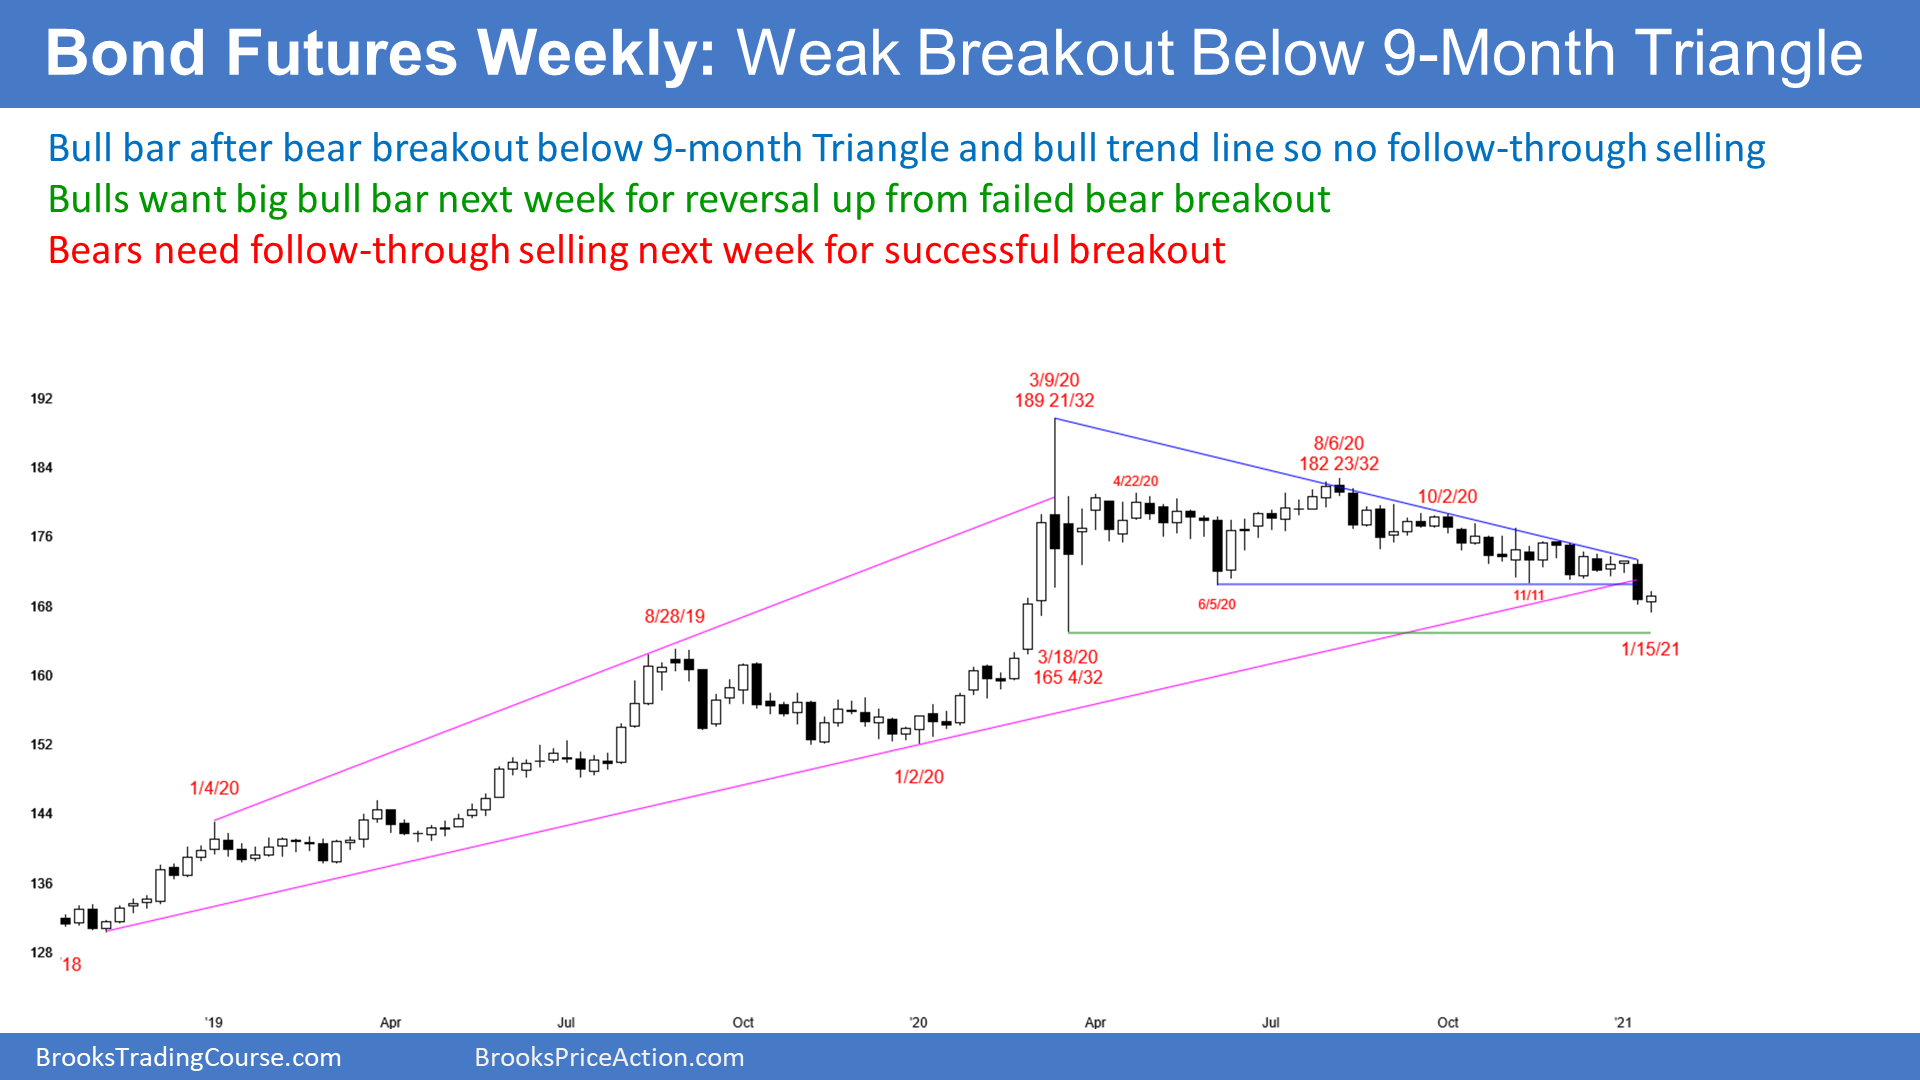 Bond Futures Weekly: Weak Breakout Below 9-Month Triangle
Bull bar after bear breakout below 9-month Triangle and bull trend line so no follow-through selling
Bulls want big bull bar next week for reversal up from failed bear breakout
Bears need follow-through selling next week for successful breakout
3/9/20
189 21/32
192
8/6/20
182 23/32
184
4/22/20
10/2/20
176
168
6/5/20
11/11
8/28/19
3/18/20
165 4/32
1/15/21
160
152
1/2/20
1/4/20
144
136
128
'18
'19
Apr
Jul
Oct
'20
Apr
Jul
Oct
'21
BrooksTradingCourse.com
BrooksPriceAction.com